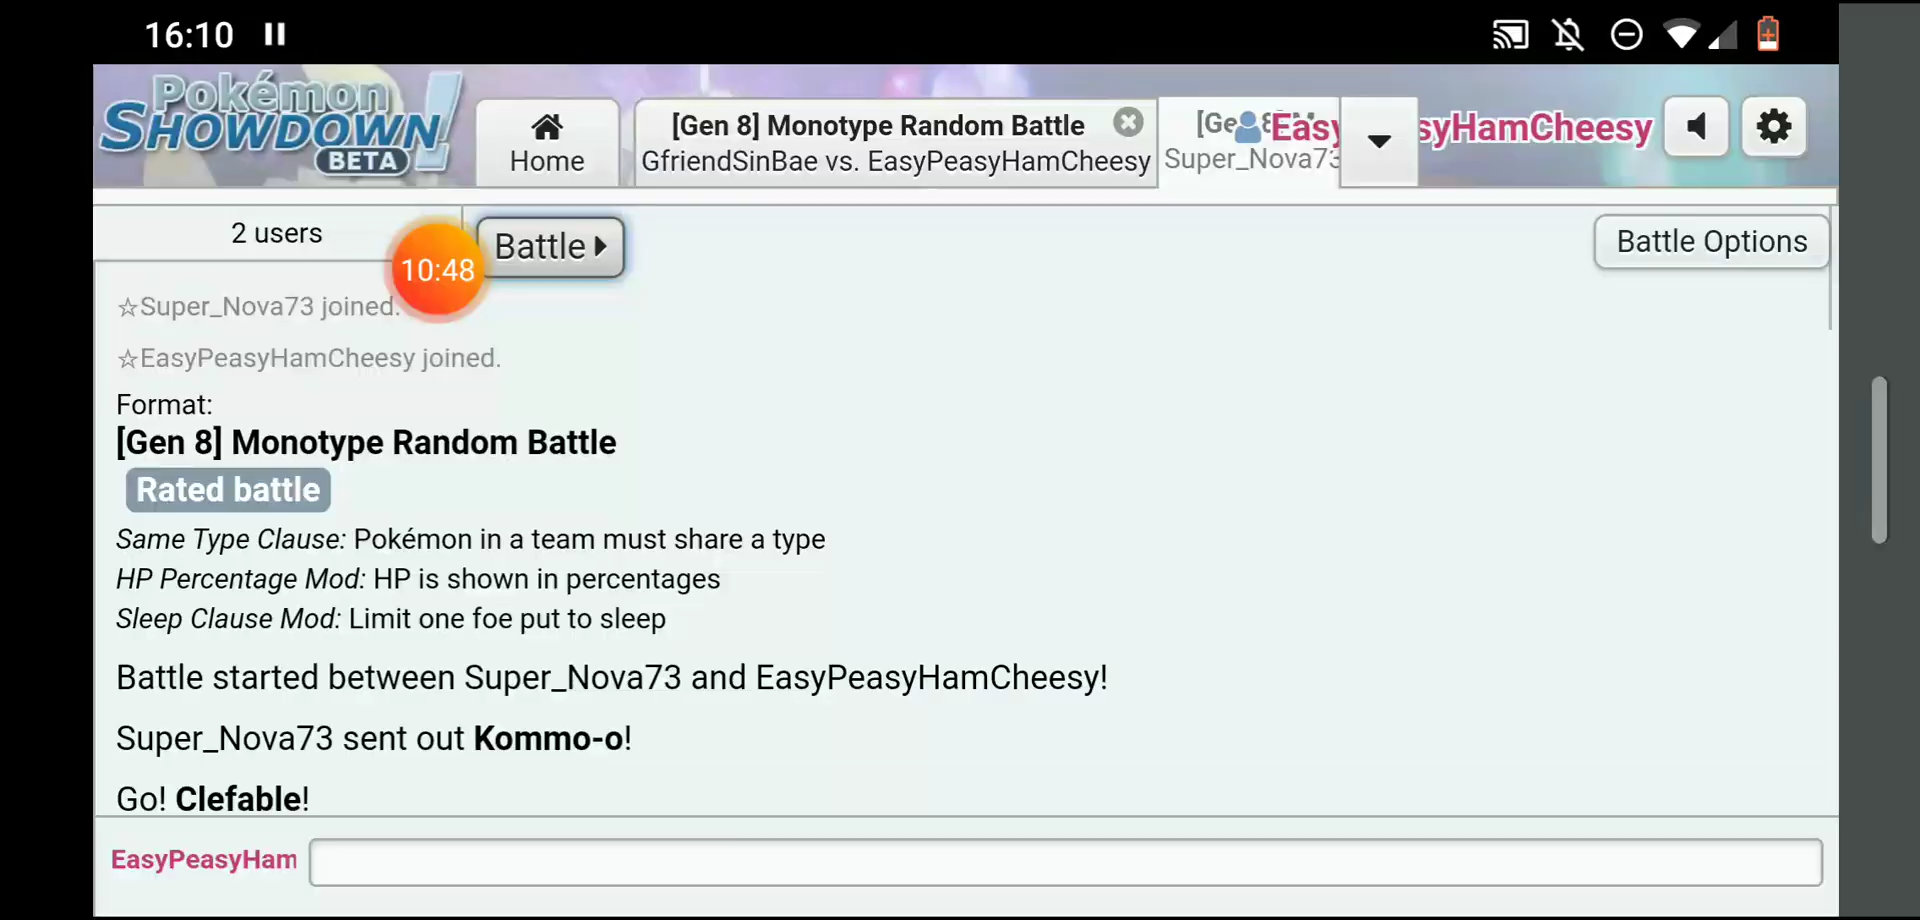 16:10
Pokémon
SHOWDOWN!
BETA
Home
[Gen 8] Monotype Random Battle
GfriendSinBae vs. EasyPeasyHamCheesy
Super_Nova73
Easy
syHamCheesy
2 users
10:48
Battle
Battle Options
☆Super_Nova73 joined.
☆EasyPeasyHamCheesy joined.
Format:
[Gen 8] Monotype Random Battle
Rated battle
Same Type Clause: Pokémon in a team must share a type
HP Percentage Mod: HP is shown in percentages
Sleep Clause Mod: Limit one foe put to sleep
Battle started between Super_Nova73 and EasyPeasyHamCheesy!
Super_Nova73 sent out Kommo-o!
Go! Clefable!
EasyPeasyHam